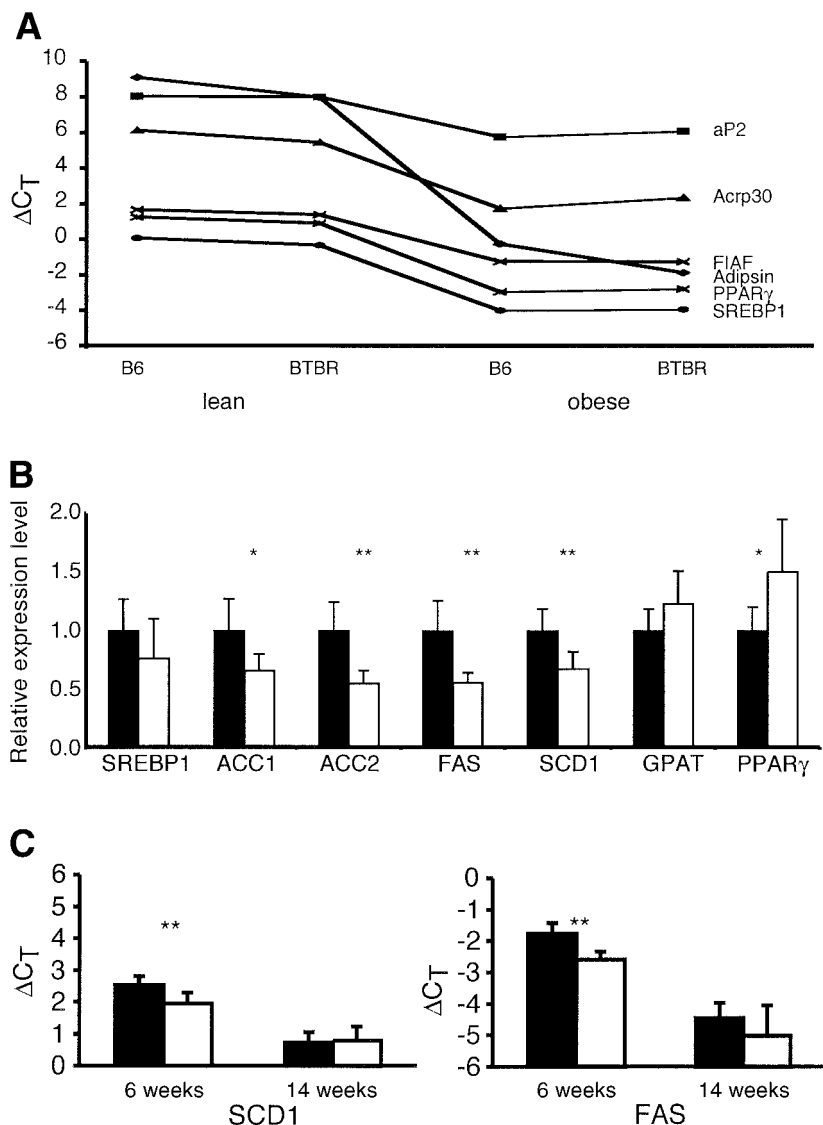 A
10
8
6
4
2
0
-2
-4
-6
ΔCT
aP2
Acrp30
FIAF
Adipsin
PPARγ
SREBP1
B6 BTBR B6 BTBR
lean obese
B
Relative expression level
2.0
1.5
1.0
0.5
0.0
* ** ** ** *
SREBP1 ACC1 ACC2 FAS SCD1 GPAT PPARγ
C
6
5
4
3
2
1
0
ΔCT
**
6 weeks 14 weeks
SCD1
0
-1
-2
-3
-4
-5
-6
ΔCT
**
6 weeks 14 weeks
FAS